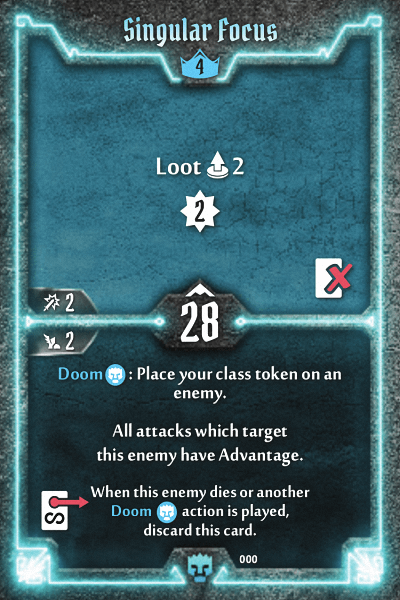 Singular Focus
4
Loot 2
2
2
28
2
Doom : Place your class token on an
enemy.
All attacks which target
this enemy have Advantage.
When this enemy dies or another
Doom action is played,
discard this card.
S
000